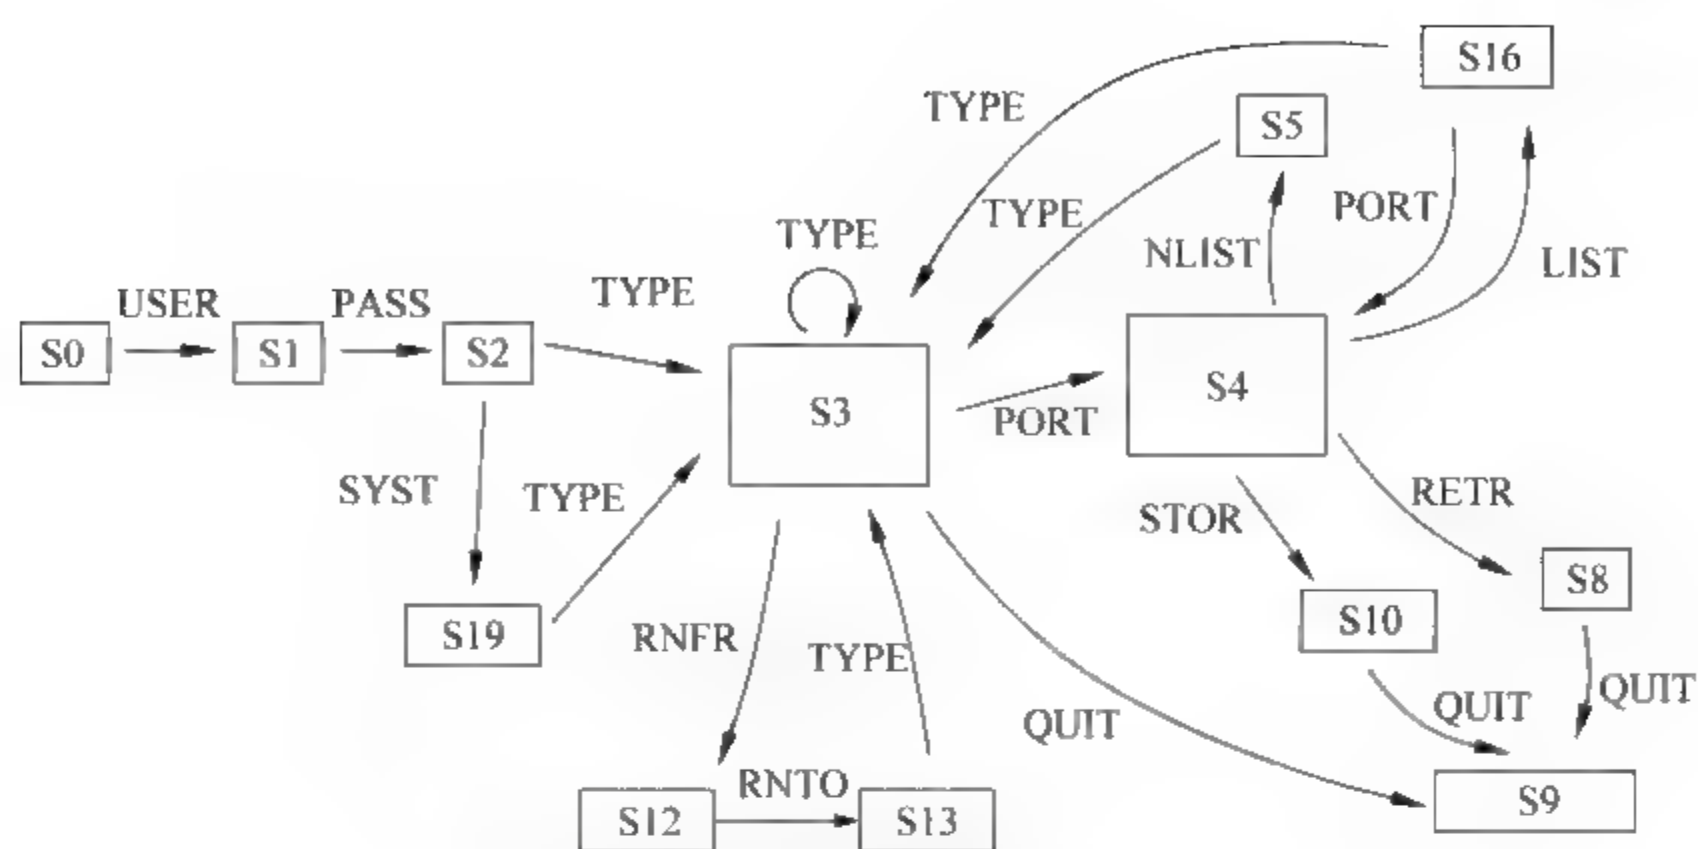 S16
TYPE
S5
TYPE
PORT
TYPE
NLIST
LIST
USER
PASS
TYPE
S0
S1
S2
S3
S4
PORT
SYST
TYPE
STOR
RETR
S19
RNFR
TYPE
S10
S8
QUIT
QUIT
QUIT
S12
RNTO
S13
S9